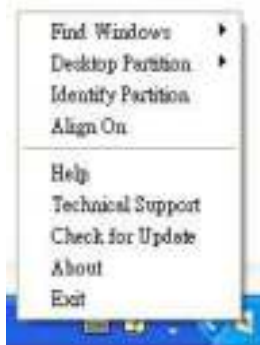 Find Windows
Desktop Partition
Identify Partition
Align On
Help
Technical Support
Check for Update
About
Exit